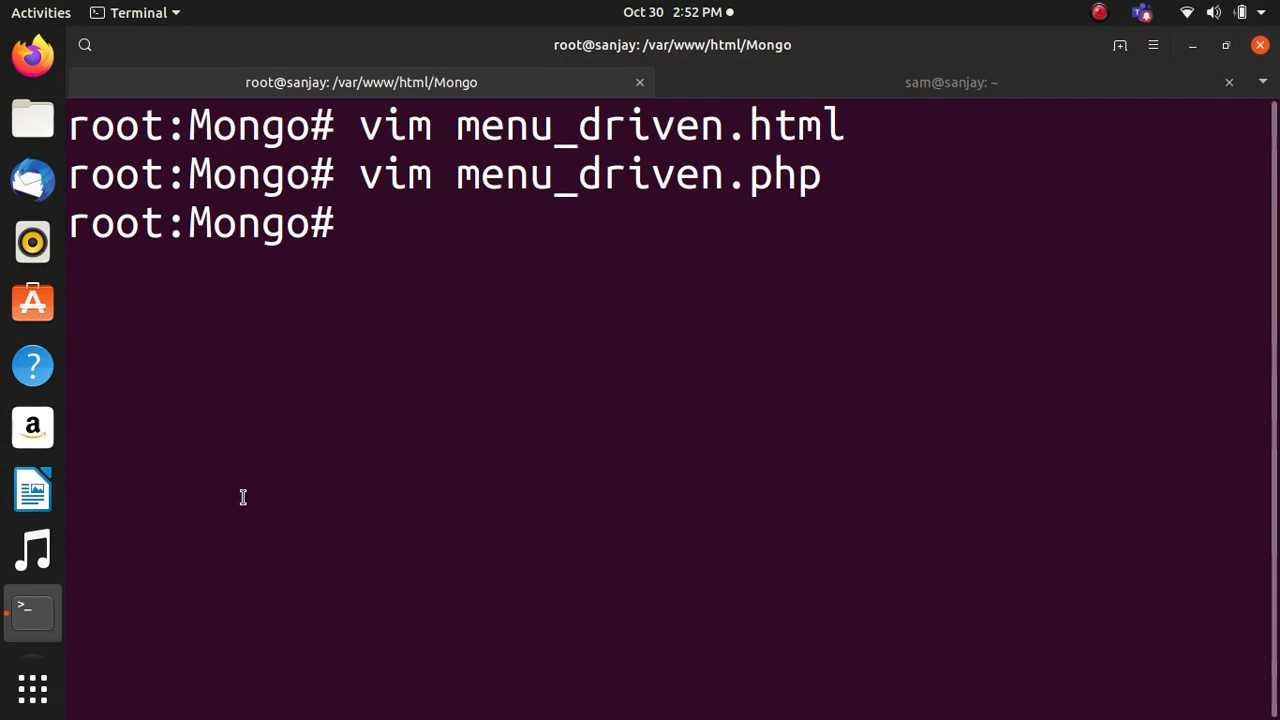 Activities
Terminal
Oct 30 2:52 PM
root@sanjay: /var/www/html/Mongo
root@sanjay: /var/www/html/Mongo
sam@sanjay: ~
root:Mongo# vim menu_driven.html
root:Mongo# vim menu_driven.php
root:Mongo#